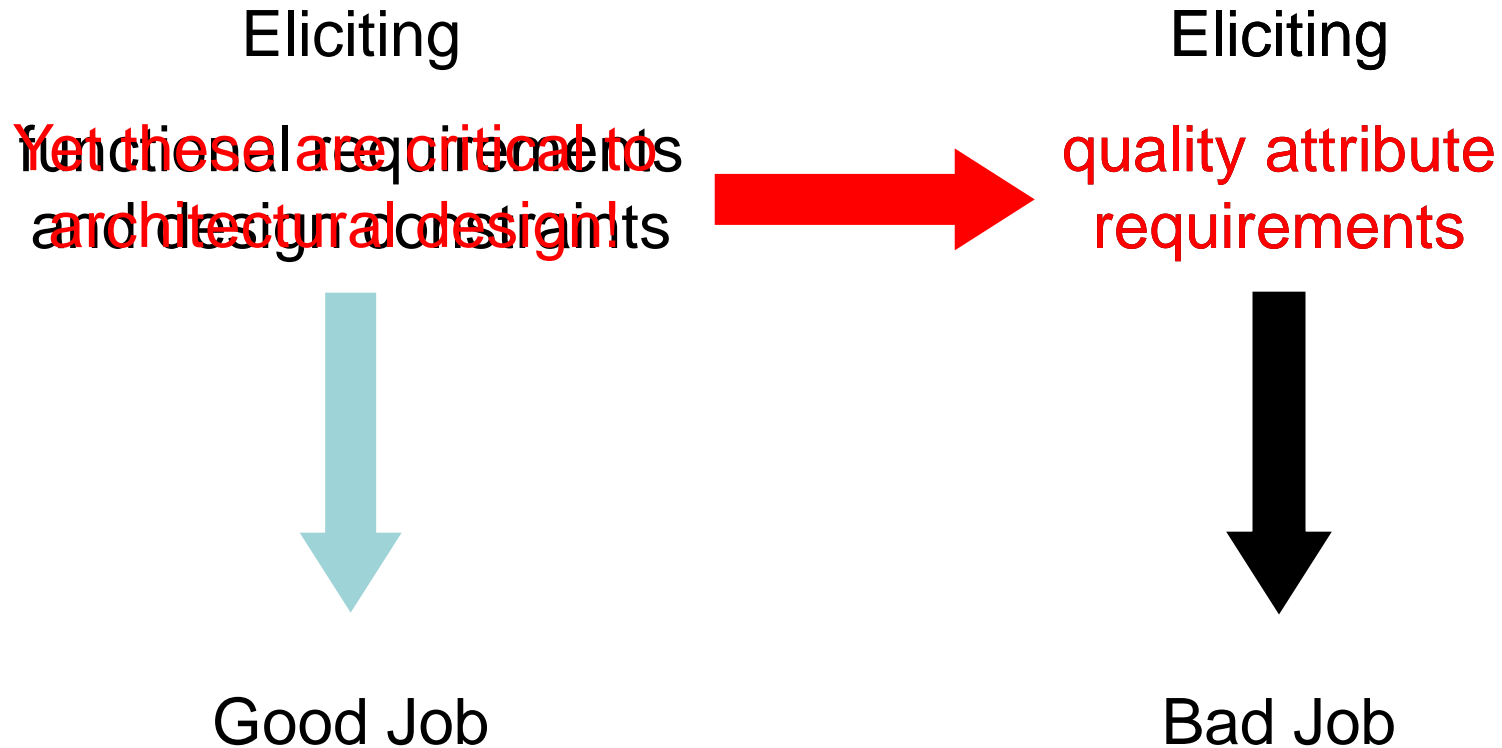 Eliciting
functional requirements
and design constraints
Yet these are critical to
architectural design!
Good Job
Eliciting
quality attribute
requirements
Bad Job